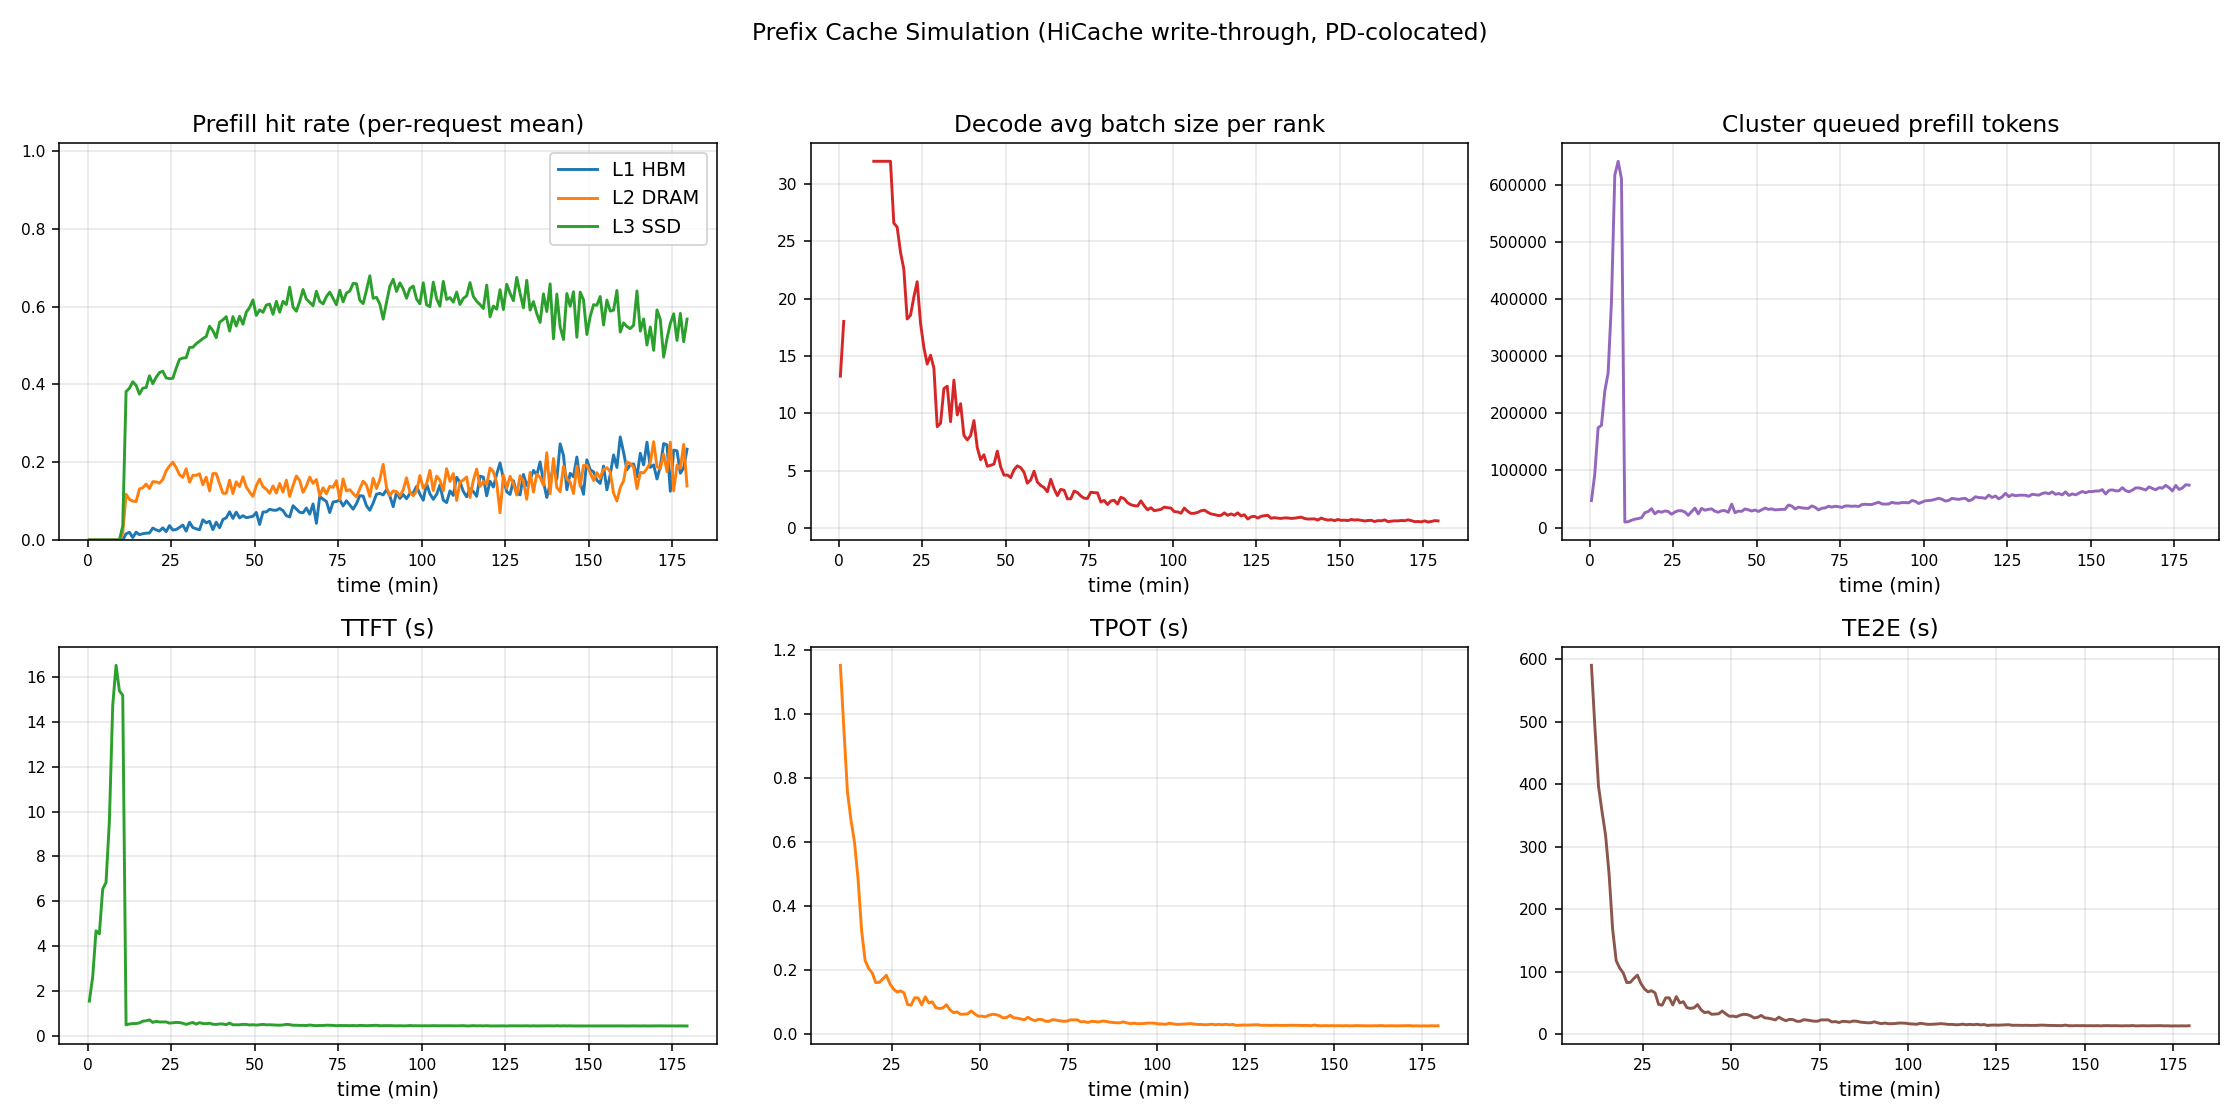 Prefix Cache Simulation (HiCache write-through, PD-colocated)
Prefill hit rate (per-request mean)
1.0
0.8
0.6
0.4
0.2
0.0
L1 HBM
L2 DRAM
L3 SSD
0 25 50 75 100 125 150 175
time (min)
Decode avg batch size per rank
30
25
20
15
10
5
0
0 25 50 75 100 125 150 175
time (min)
Cluster queued prefill tokens
600000
500000
400000
300000
200000
100000
0
0 25 50 75 100 125 150 175
time (min)
TTFT (s)
16
14
12
10
8
6
4
2
0
0 25 50 75 100 125 150 175
time (min)
TPOT (s)
1.2
1.0
0.8
0.6
0.4
0.2
0.0
25 50 75 100 125 150 175
time (min)
TE2E (s)
600
500
400
300
200
100
0
25 50 75 100 125 150 175
time (min)